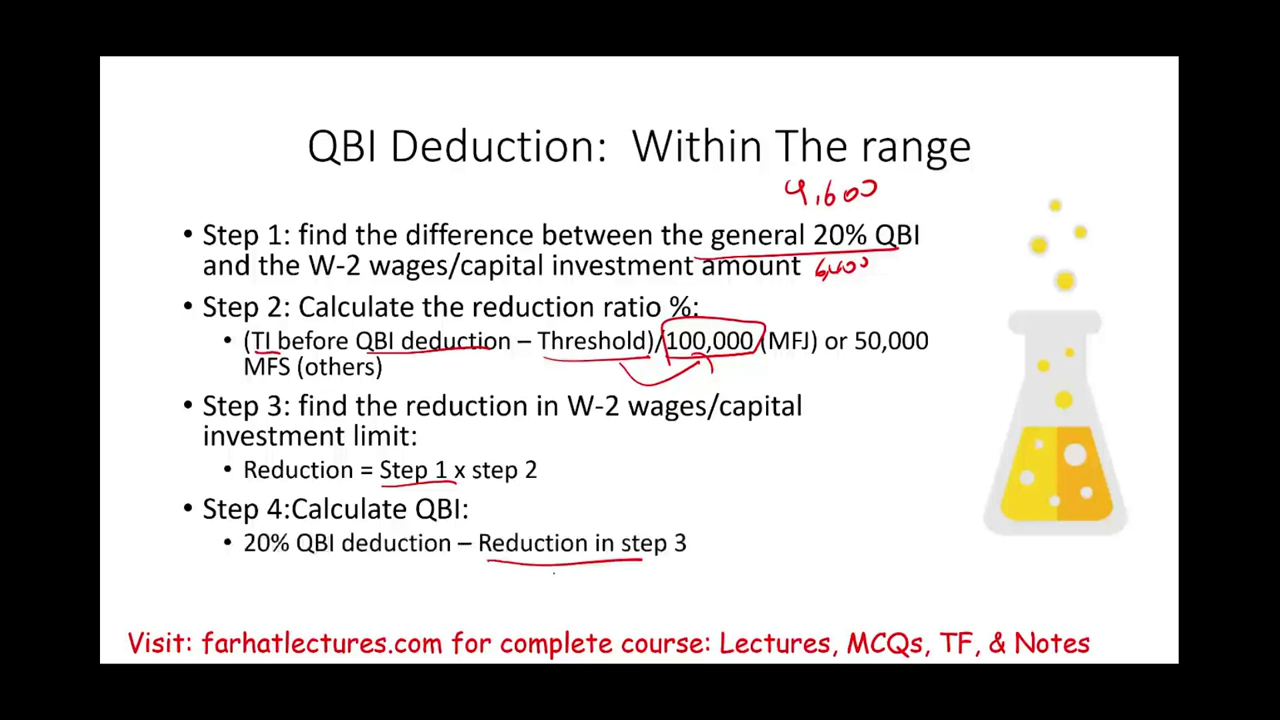 QBI Deduction: Within The range
9,600
• Step 1: find the difference between the general 20% QBI
and the W-2 wages/capital investment amount 6,400
• Step 2: Calculate the reduction ratio %:
• (TI before QBI deduction – Threshold)/100,000 (MFJ) or 50,000
MFS (others)
• Step 3: find the reduction in W-2 wages/capital
investment limit:
• Reduction = Step 1 x step 2
• Step 4:Calculate QBI:
• 20% QBI deduction – Reduction in step 3
Visit: farhatlectures.com for complete course: Lectures, MCQs, TF, & Notes